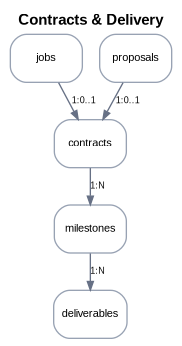 Contracts & Delivery
jobs
proposals
1:0..1
1:0..1
contracts
1:N
milestones
1:N
deliverables